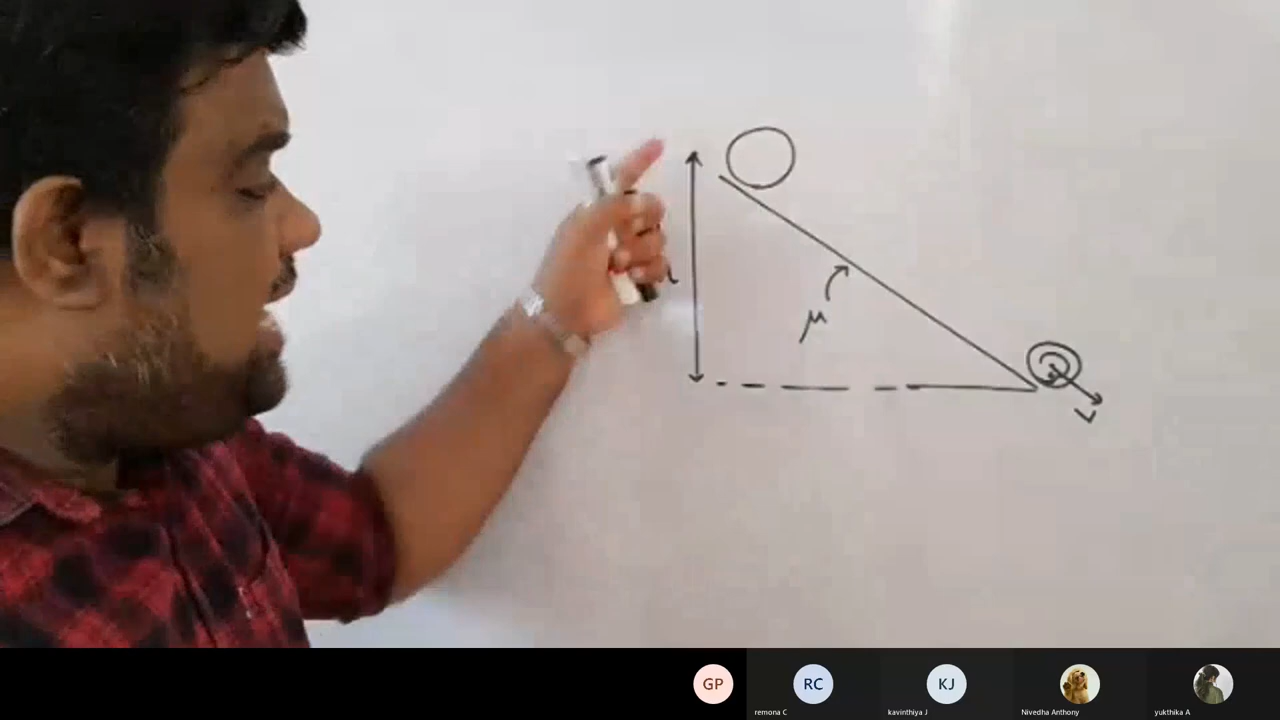 μ
v
GP
RC
KJ
remona C
kavinthiya J
Nivedha Anthony
yukthika A